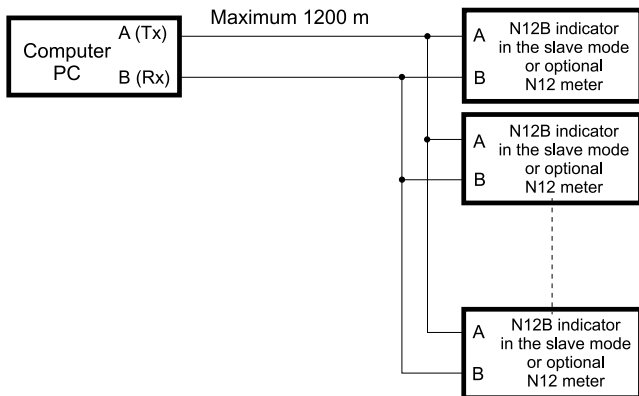 Maximum 1200 m
Computer
PC
A (Tx)
B (Rx)
A
B
N12B indicator
in the slave mode
or optional
N12 meter
A
B
N12B indicator
in the slave mode
or optional
N12 meter
A
B
N12B indicator
in the slave mode
or optional
N12 meter